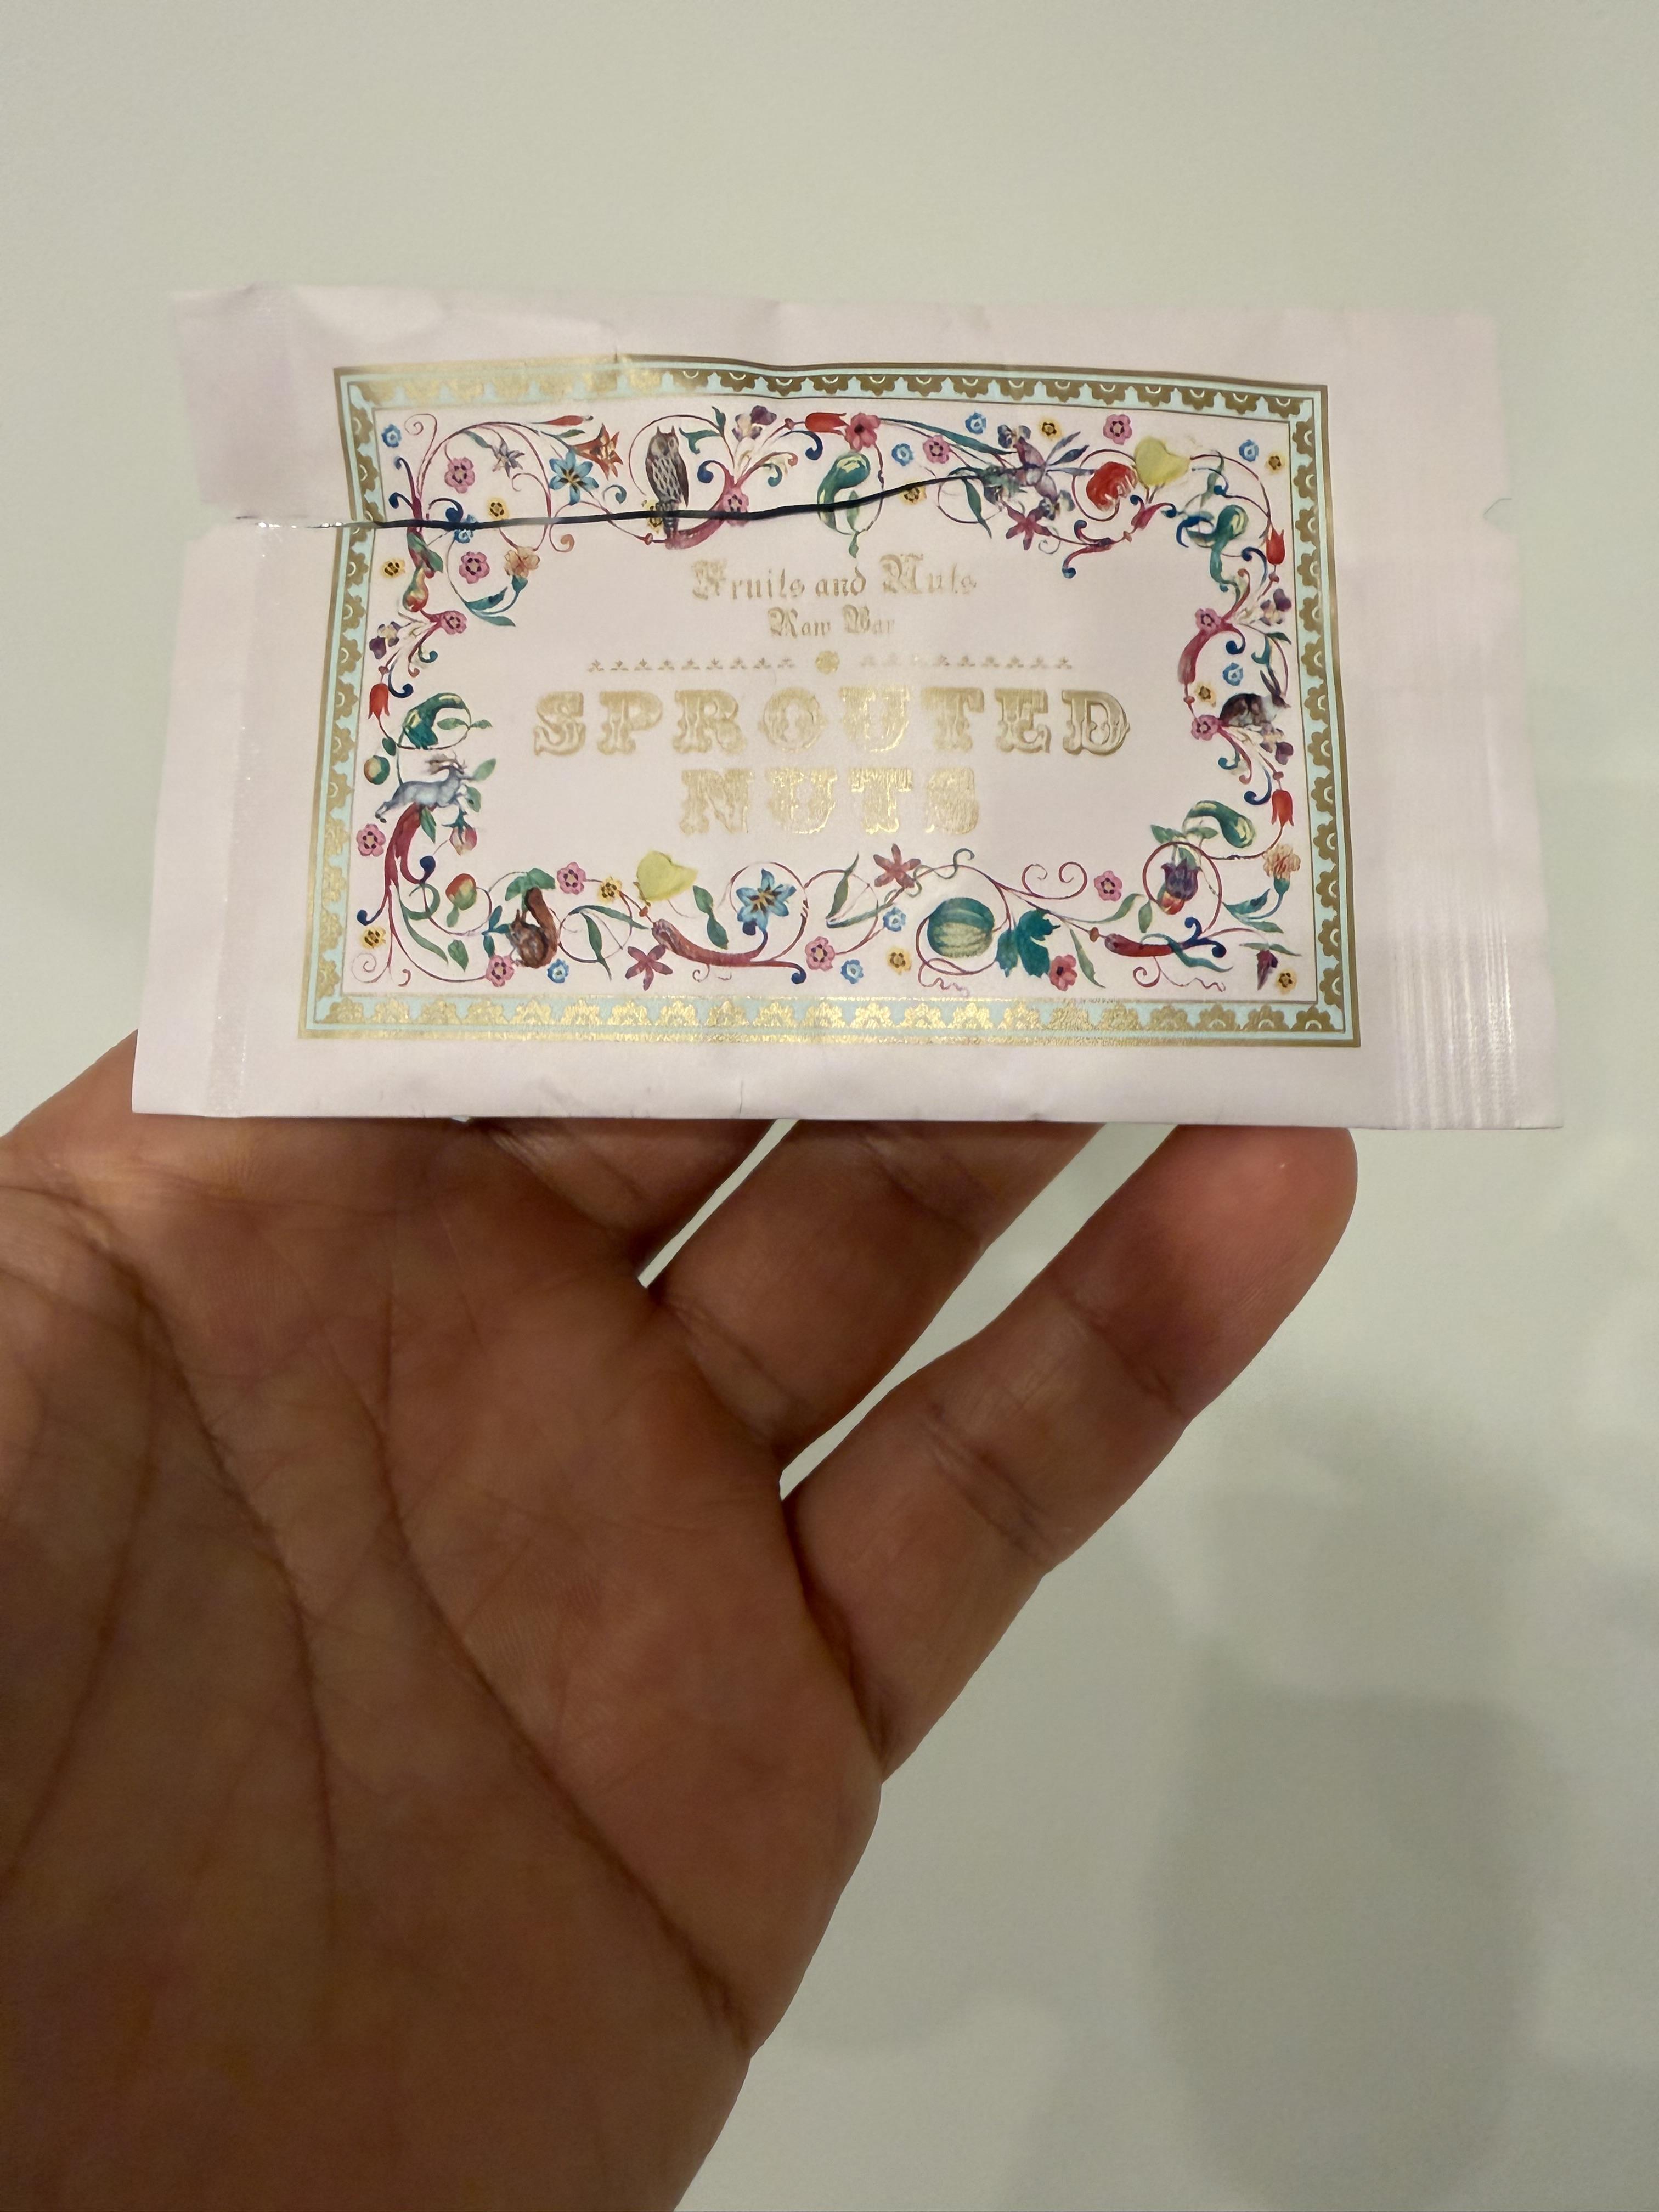 Fruits and Nuts
Raw Bar
SPROUTED
NUTS